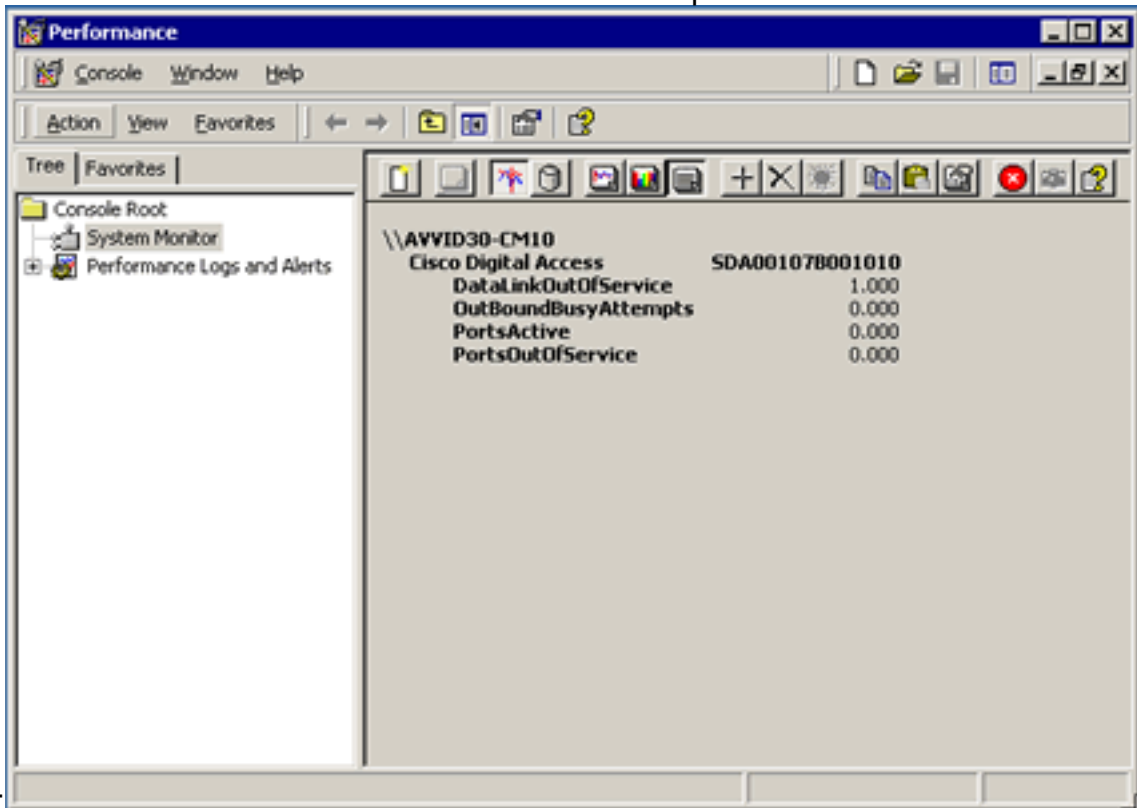 Performance
Console Window Help
Action View Favorites
Tree Favorites
Console Root
System Monitor
Performance Logs and Alerts
\\AVVID30-CM10
Cisco Digital Access SDA001078001010
DataLinkOutOfService 1.000
OutBoundBusyAttempts 0.000
PortsActive 0.000
PortsOutOfService 0.000